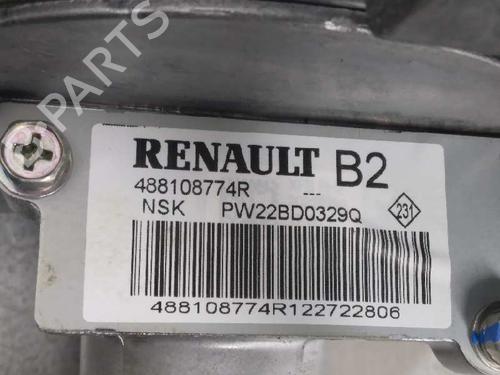 B-PARTS
RENAULT B2
488108774R ---
NSK PW22BD0329Q 231
488108774R122722806